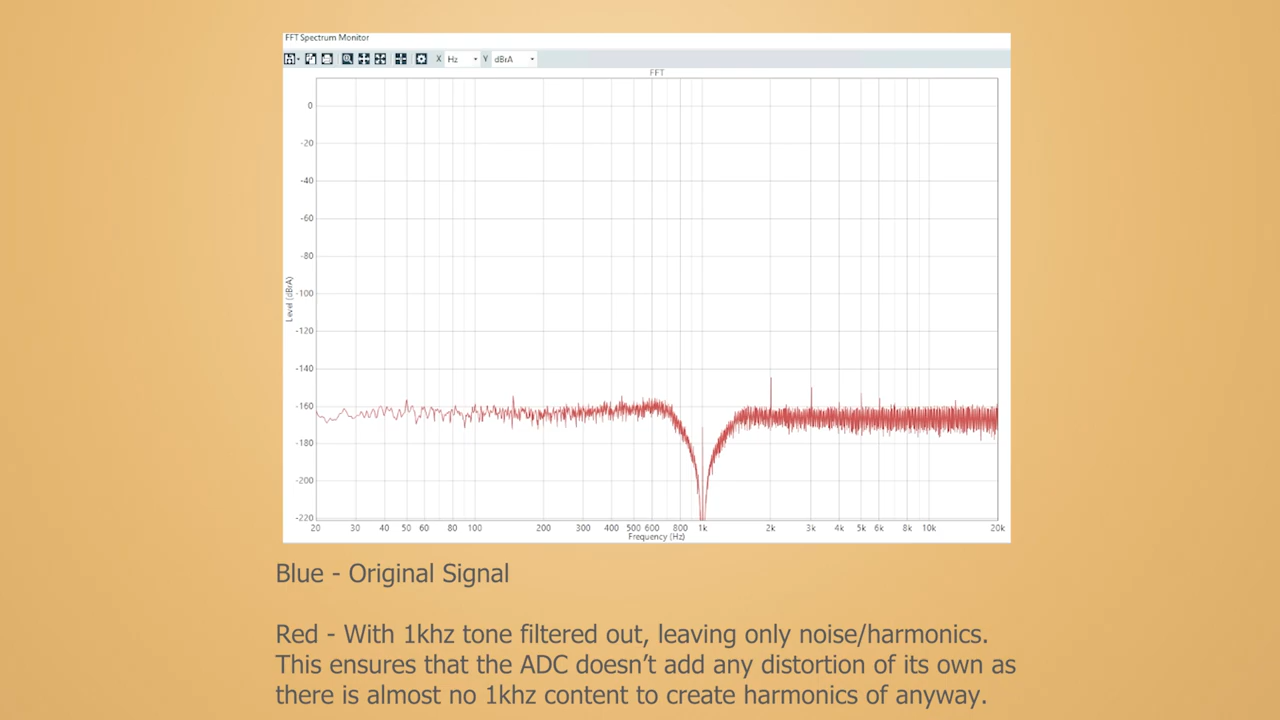 FFT Spectrum Monitor
X Hz Y dBrA
FFT
0
-20
-40
-60
-80
-100
-120
-140
-160
-180
-200
-220
Level (dBrA)
20 30 40 50 60 80 100 200 300 400 500 600 800 1k 2k 3k 4k 5k 6k 8k 10k 20k
Frequency (Hz)
Blue - Original Signal
Red - With 1khz tone filtered out, leaving only noise/harmonics.
This ensures that the ADC doesn’t add any distortion of its own as
there is almost no 1khz content to create harmonics of anyway.